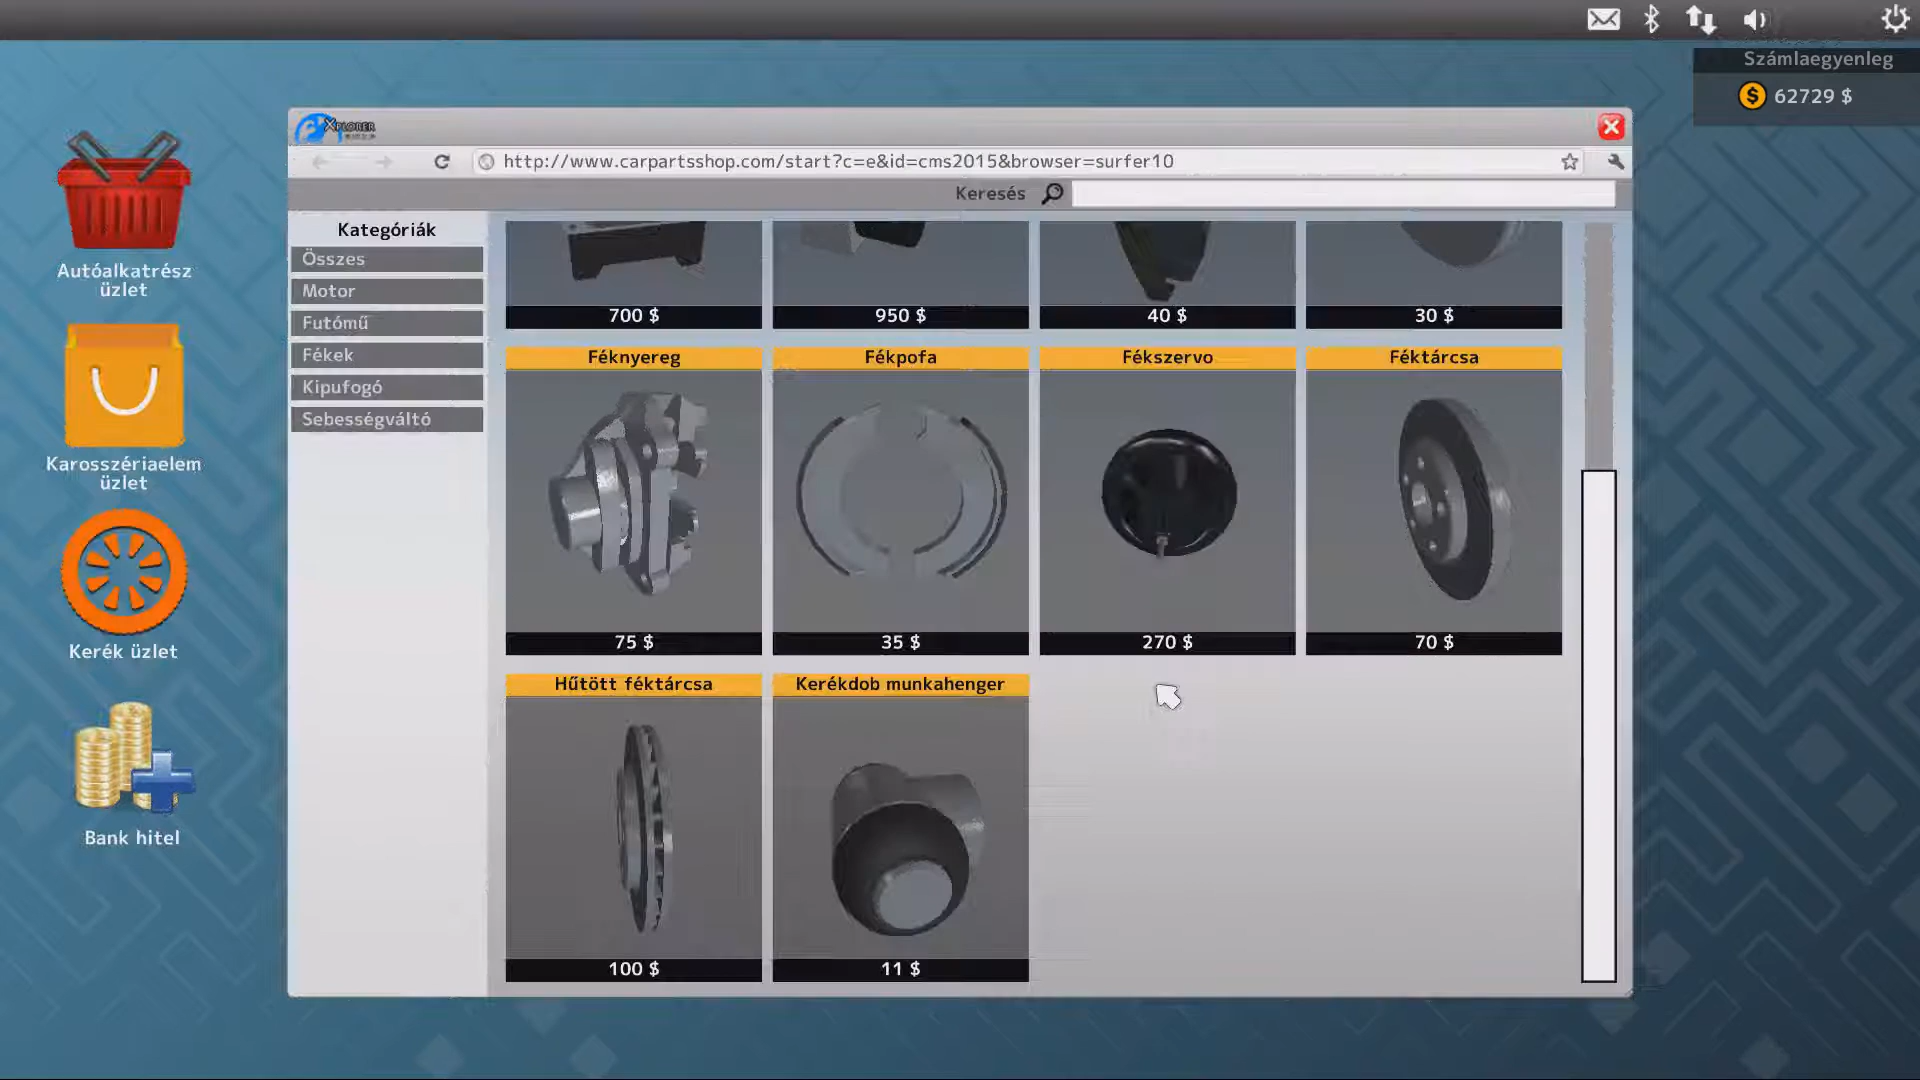 Számlaegyenleg
62729 $
XPLORER
http://www.carpartsshop.com/start?c=e&id=cms2015&browser=surfer10
Keresés
Kategóriák
Összes
Motor
Futómű
Fékek
Kipufogó
Sebességváltó
Autóalkatrész
üzlet
Karosszériaelem
üzlet
Kerék üzlet
Bank hitel
700 $
950 $
40 $
30 $
Féknyereg
Fékpofa
Fékszervo
Féktárcsa
75 $
35 $
270 $
70 $
Hűtött féktárcsa
Kerékdob munkahenger
100 $
11 $